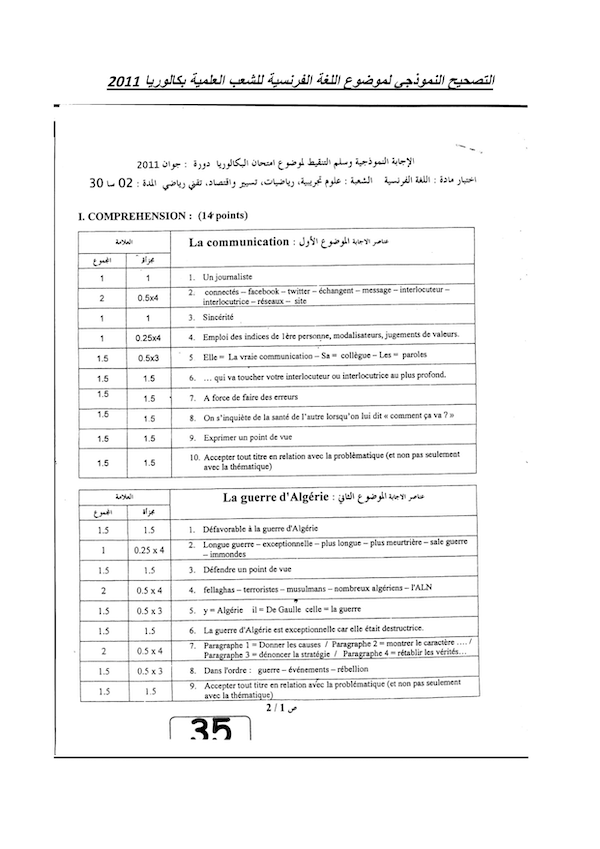 التصحيح النموذجي لموضوع اللغة الفرنسية للشعب العلمية بكالوريا 2011
الإجابة النموذجية وسلم التنقيط لموضوع امتحان البكالوريا دورة : جوان 2011
اختبار مادة : اللغة الفرنسية الشعبة : علوم تجريبية، رياضيات، تسيير واقتصاد، تقني رياضي المدة : 02 سا 30
I. COMPREHENSION : (14 points)
العلامة
عناصر الاجابة الموضوع الأول : La communication
المجموع مجزأة
1 1 1. Un journaliste
2 0.5x4 2. connectés – facebook – twitter – échangent – message – interlocuteur –
interlocutrice – réseaux – site
1 1 3. Sincérité
1 0.25x4 4. Emploi des indices de 1ère personne, modalisateurs, jugements de valeurs.
1.5 0.5x3 5 Elle = La vraie communication – Sa = collègue – Les = paroles
1.5 1.5 6. … qui va toucher votre interlocuteur ou interlocutrice au plus profond.
1.5 1.5 7. A force de faire des erreurs
1.5 1.5 8. On s'inquiète de la santé de l'autre lorsqu'on lui dit « comment ça va ? »
1.5 1.5 9. Exprimer un point de vue
1.5 1.5 10. Accepter tout titre en relation avec la problèmatique (et non pas seulement
avec la thématique)
العلامة
عناصر الاجابة الموضوع الثاني : La guerre d'Algérie
المجموع مجزأة
1.5 1.5 1. Défavorable à la guerre d'Algérie
1 0.25 x 4 2. Longue guerre – exceptionnelle – plus longue – plus meurtrière – sale guerre
– immondes
1.5 1.5 3. Défendre un point de vue
2 0.5 x 4 4. fellaghas – terroristes – musulmans – nombreux algériens – l'ALN
1.5 0.5 x 3 5. y = Algérie il = De Gaulle celle = la guerre
1.5 1.5 6. La guerre d'Algérie est exceptionnelle car elle était destructrice.
2 0.5 x 4 7. Paragraphe 1 = Donner les causes / Paragraphe 2 = montrer le caractère …. /
Paragraphe 3 = dénoncer la stratégie / Paragraphe 4 = rétablir les vérités…
1.5 0.5 x 3 8. Dans l'ordre : guerre – événements – rébellion
1.5 1.5 9. Accepter tout titre en relation avec la problématique (et non pas seulement
avec la thématique)
ص 1 / 2
35